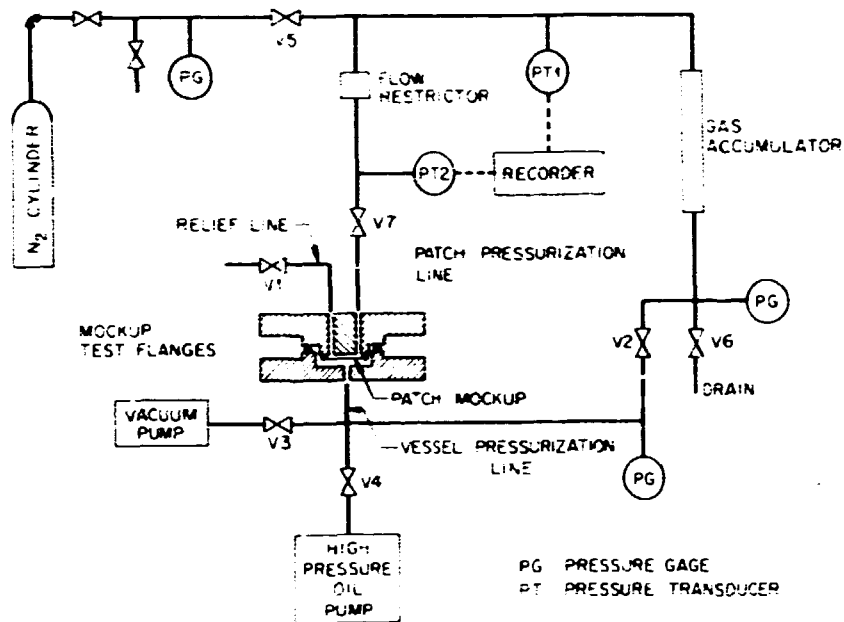 V5
PG
PT1
FLOW
RESTRICTOR
GAS
ACCUMULATOR
N2 CYLINDER
PT2
RECORDER
V7
RELIEF LINE
PATCH PRESSURIZATION
LINE
V1
PG
MOCKUP
TEST FLANGES
V2
V6
PATCH MOCKUP
DRAIN
VACUUM
PUMP
V3
VESSEL PRESSURIZATION
LINE
PG
V4
HIGH
PRESSURE
OIL
PUMP
PG PRESSURE GAGE
PT PRESSURE TRANSDUCER